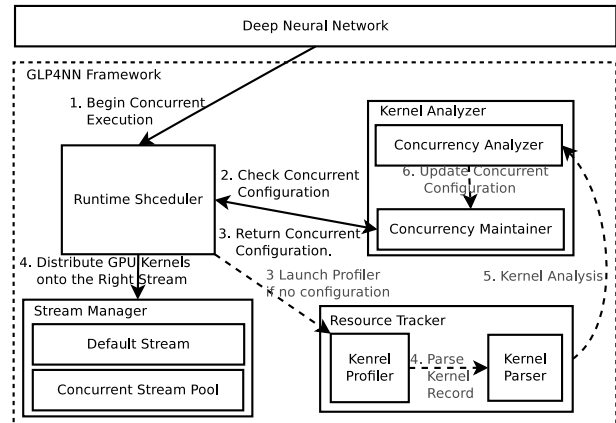 Deep Neural Network
GLP4NN Framework
1. Begin Concurrent
Execution
Kernel Analyzer
Concurrency Analyzer
6. Update Concurrent
Configuration
Concurrency Maintainer
Runtime Shceduler
2. Check Concurrent
Configuration
3. Return Concurrent
Configuration.
4. Distribute GPU Kernels
onto the Right Stream
3 Launch Profiler
if no configuration
5. Kernel Analysis
Stream Manager
Default Stream
Concurrent Stream Pool
Resource Tracker
Kenrel
Profiler
4. Parse
Kernel
Record
Kernel
Parser